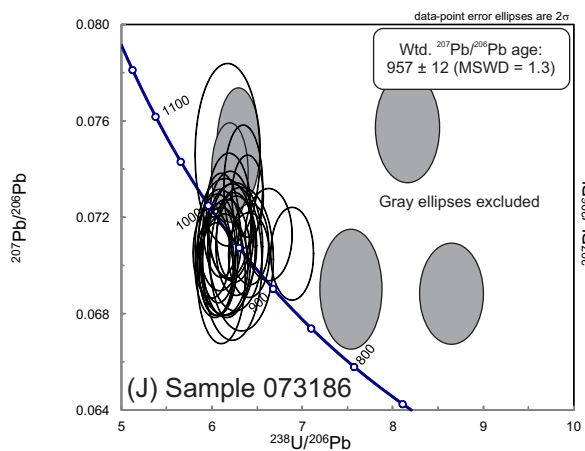 data-point error ellipses are 2σ
0.080
Wtd. ²⁰⁷Pb/²⁰⁶Pb age:
957 ± 12 (MSWD = 1.3)
1100
0.076
Gray ellipses excluded
1000
0.072
²⁰⁷Pb/²⁰⁶Pb
900
0.068
800
(J) Sample 073186
0.064
5 6 7 8 9 10
²³⁸U/²⁰⁶Pb